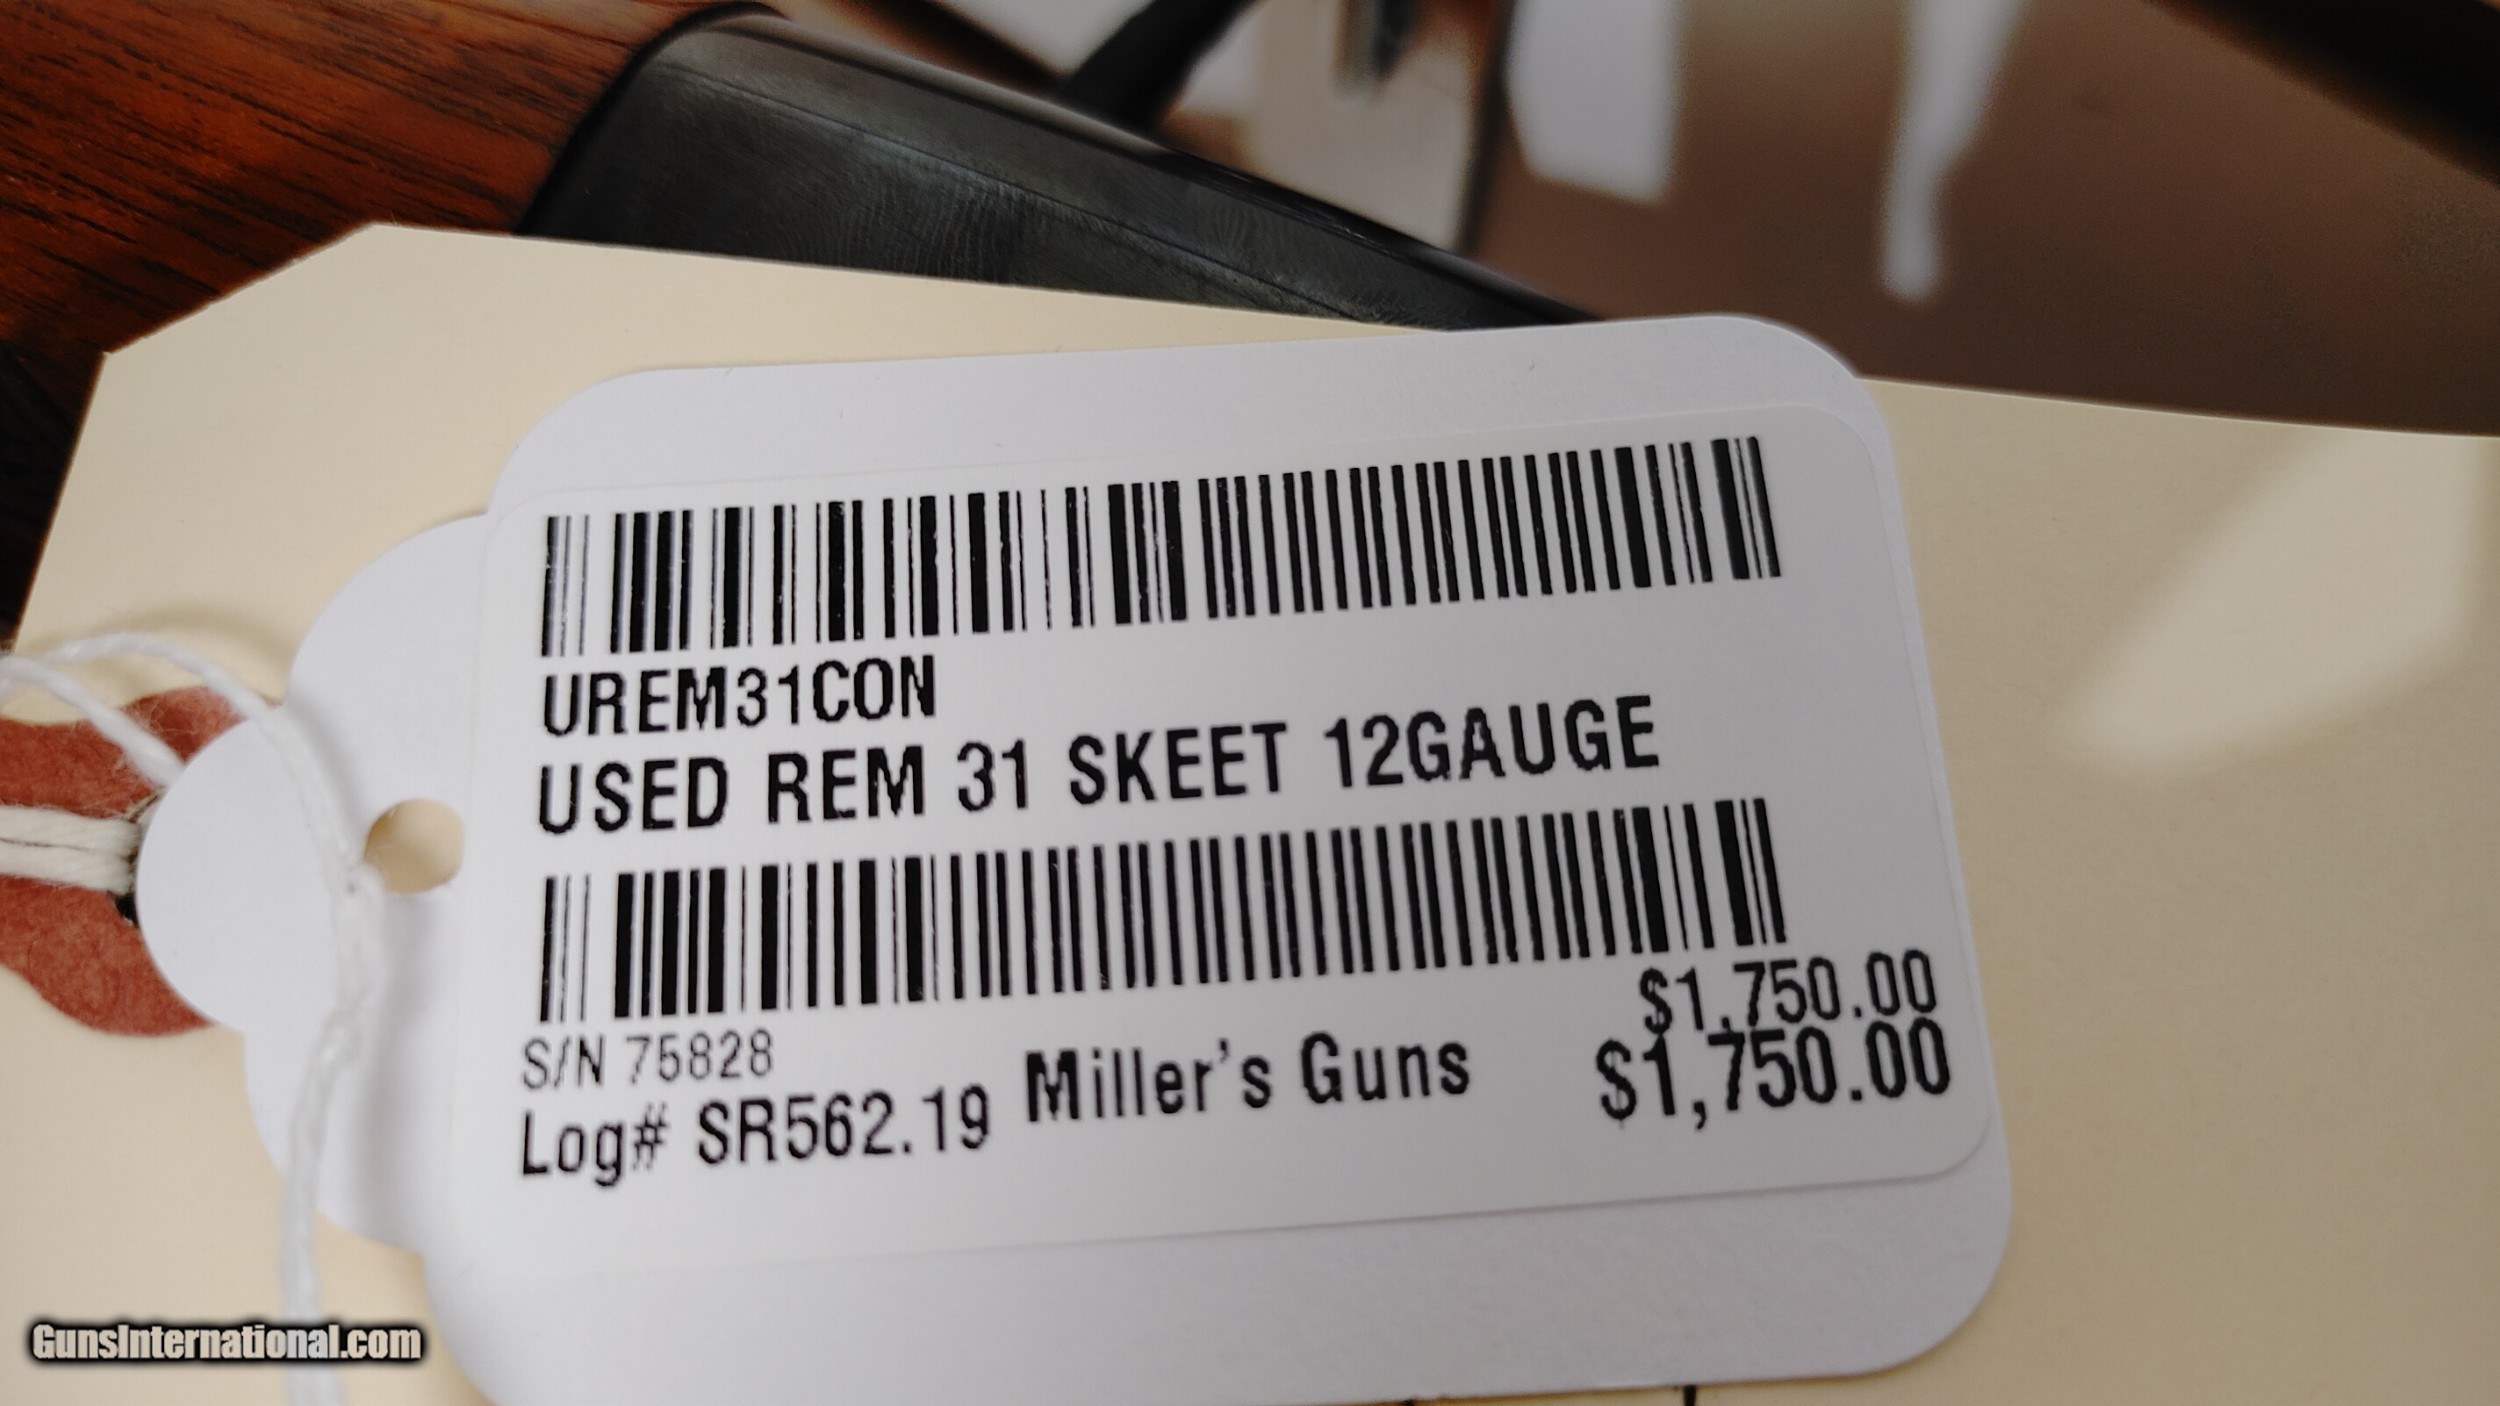 UREM31CON
USED REM 31 SKEET 12GAUGE
$1,750.00
S/N 75828
Miller's Guns
$1,750.00
Log# SR562.19
GunsInternational.com